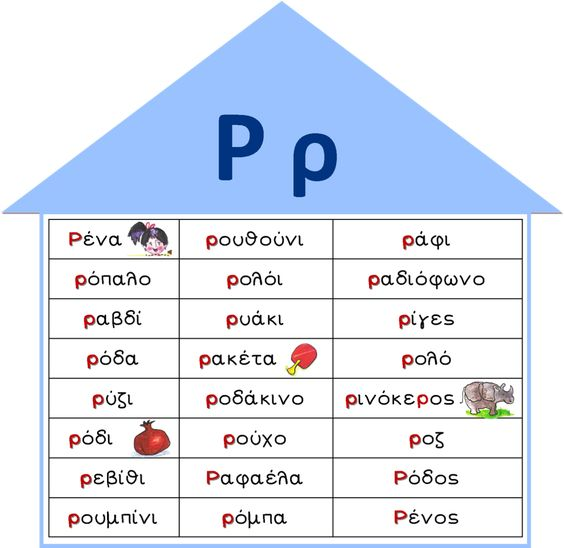 Ρ ρ
Ρένα ρουθούνι ράφι
ρόπαλο ρολόι ραδιόφωνο
ραβδί ρυάκι ρίγες
ρόδα ρακέτα ρολό
ρύζι ροδάκινο ρινόκερος
ρόδι ρούχο ροζ
ρεβίθι Ραφαέλα Ρόδος
ρουμπίνι ρόμπα Ρένος